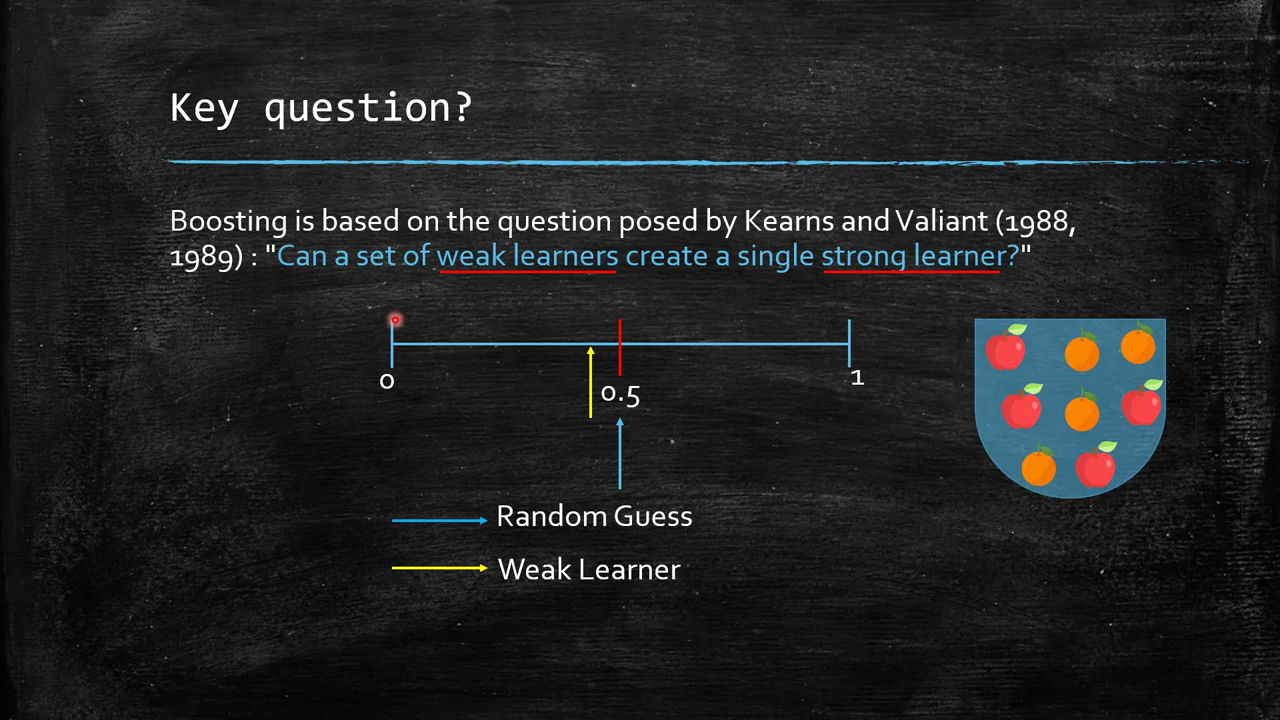 Key question?
Boosting is based on the question posed by Kearns and Valiant (1988,
1989) : "Can a set of weak learners create a single strong learner?"
0
0.5
1
Random Guess
Weak Learner